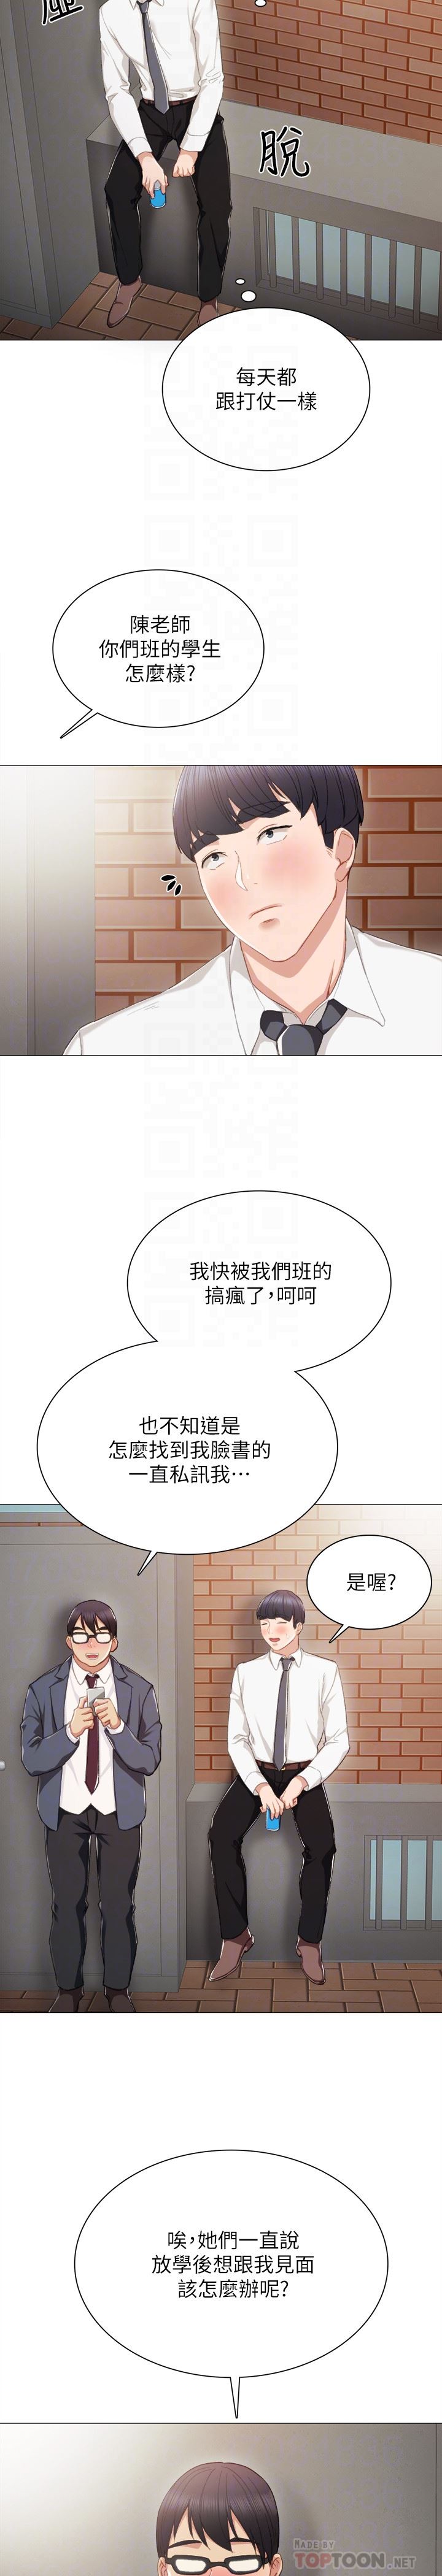 虛
脫
每天都
跟打仗一樣
陳老師
你們班的學生
怎麼樣?
我快被我們班的
搞瘋了,呵呵
也不知道是
怎麼找到我臉書的
一直私訊我…
是喔?
唉,她們一直說
放學後想跟我見面
該怎麼辦呢?
MADE BY
TOPTOON.NET